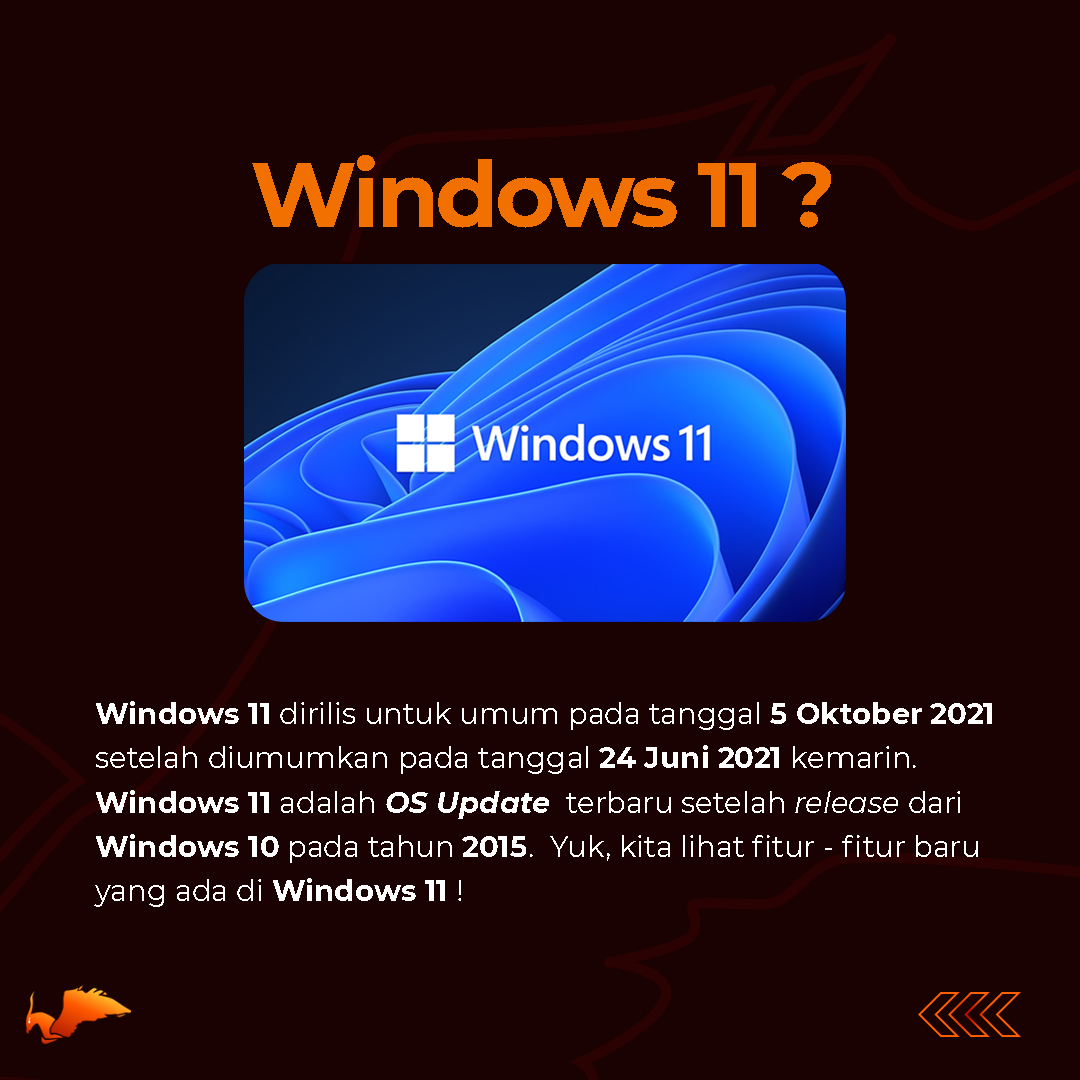 Windows 11 ?
Windows 11
Windows 11 dirilis untuk umum pada tanggal 5 Oktober 2021
setelah diumumkan pada tanggal 24 Juni 2021 kemarin.
Windows 11 adalah OS Update terbaru setelah release dari
Windows 10 pada tahun 2015. Yuk, kita lihat fitur - fitur baru
yang ada di Windows 11 !